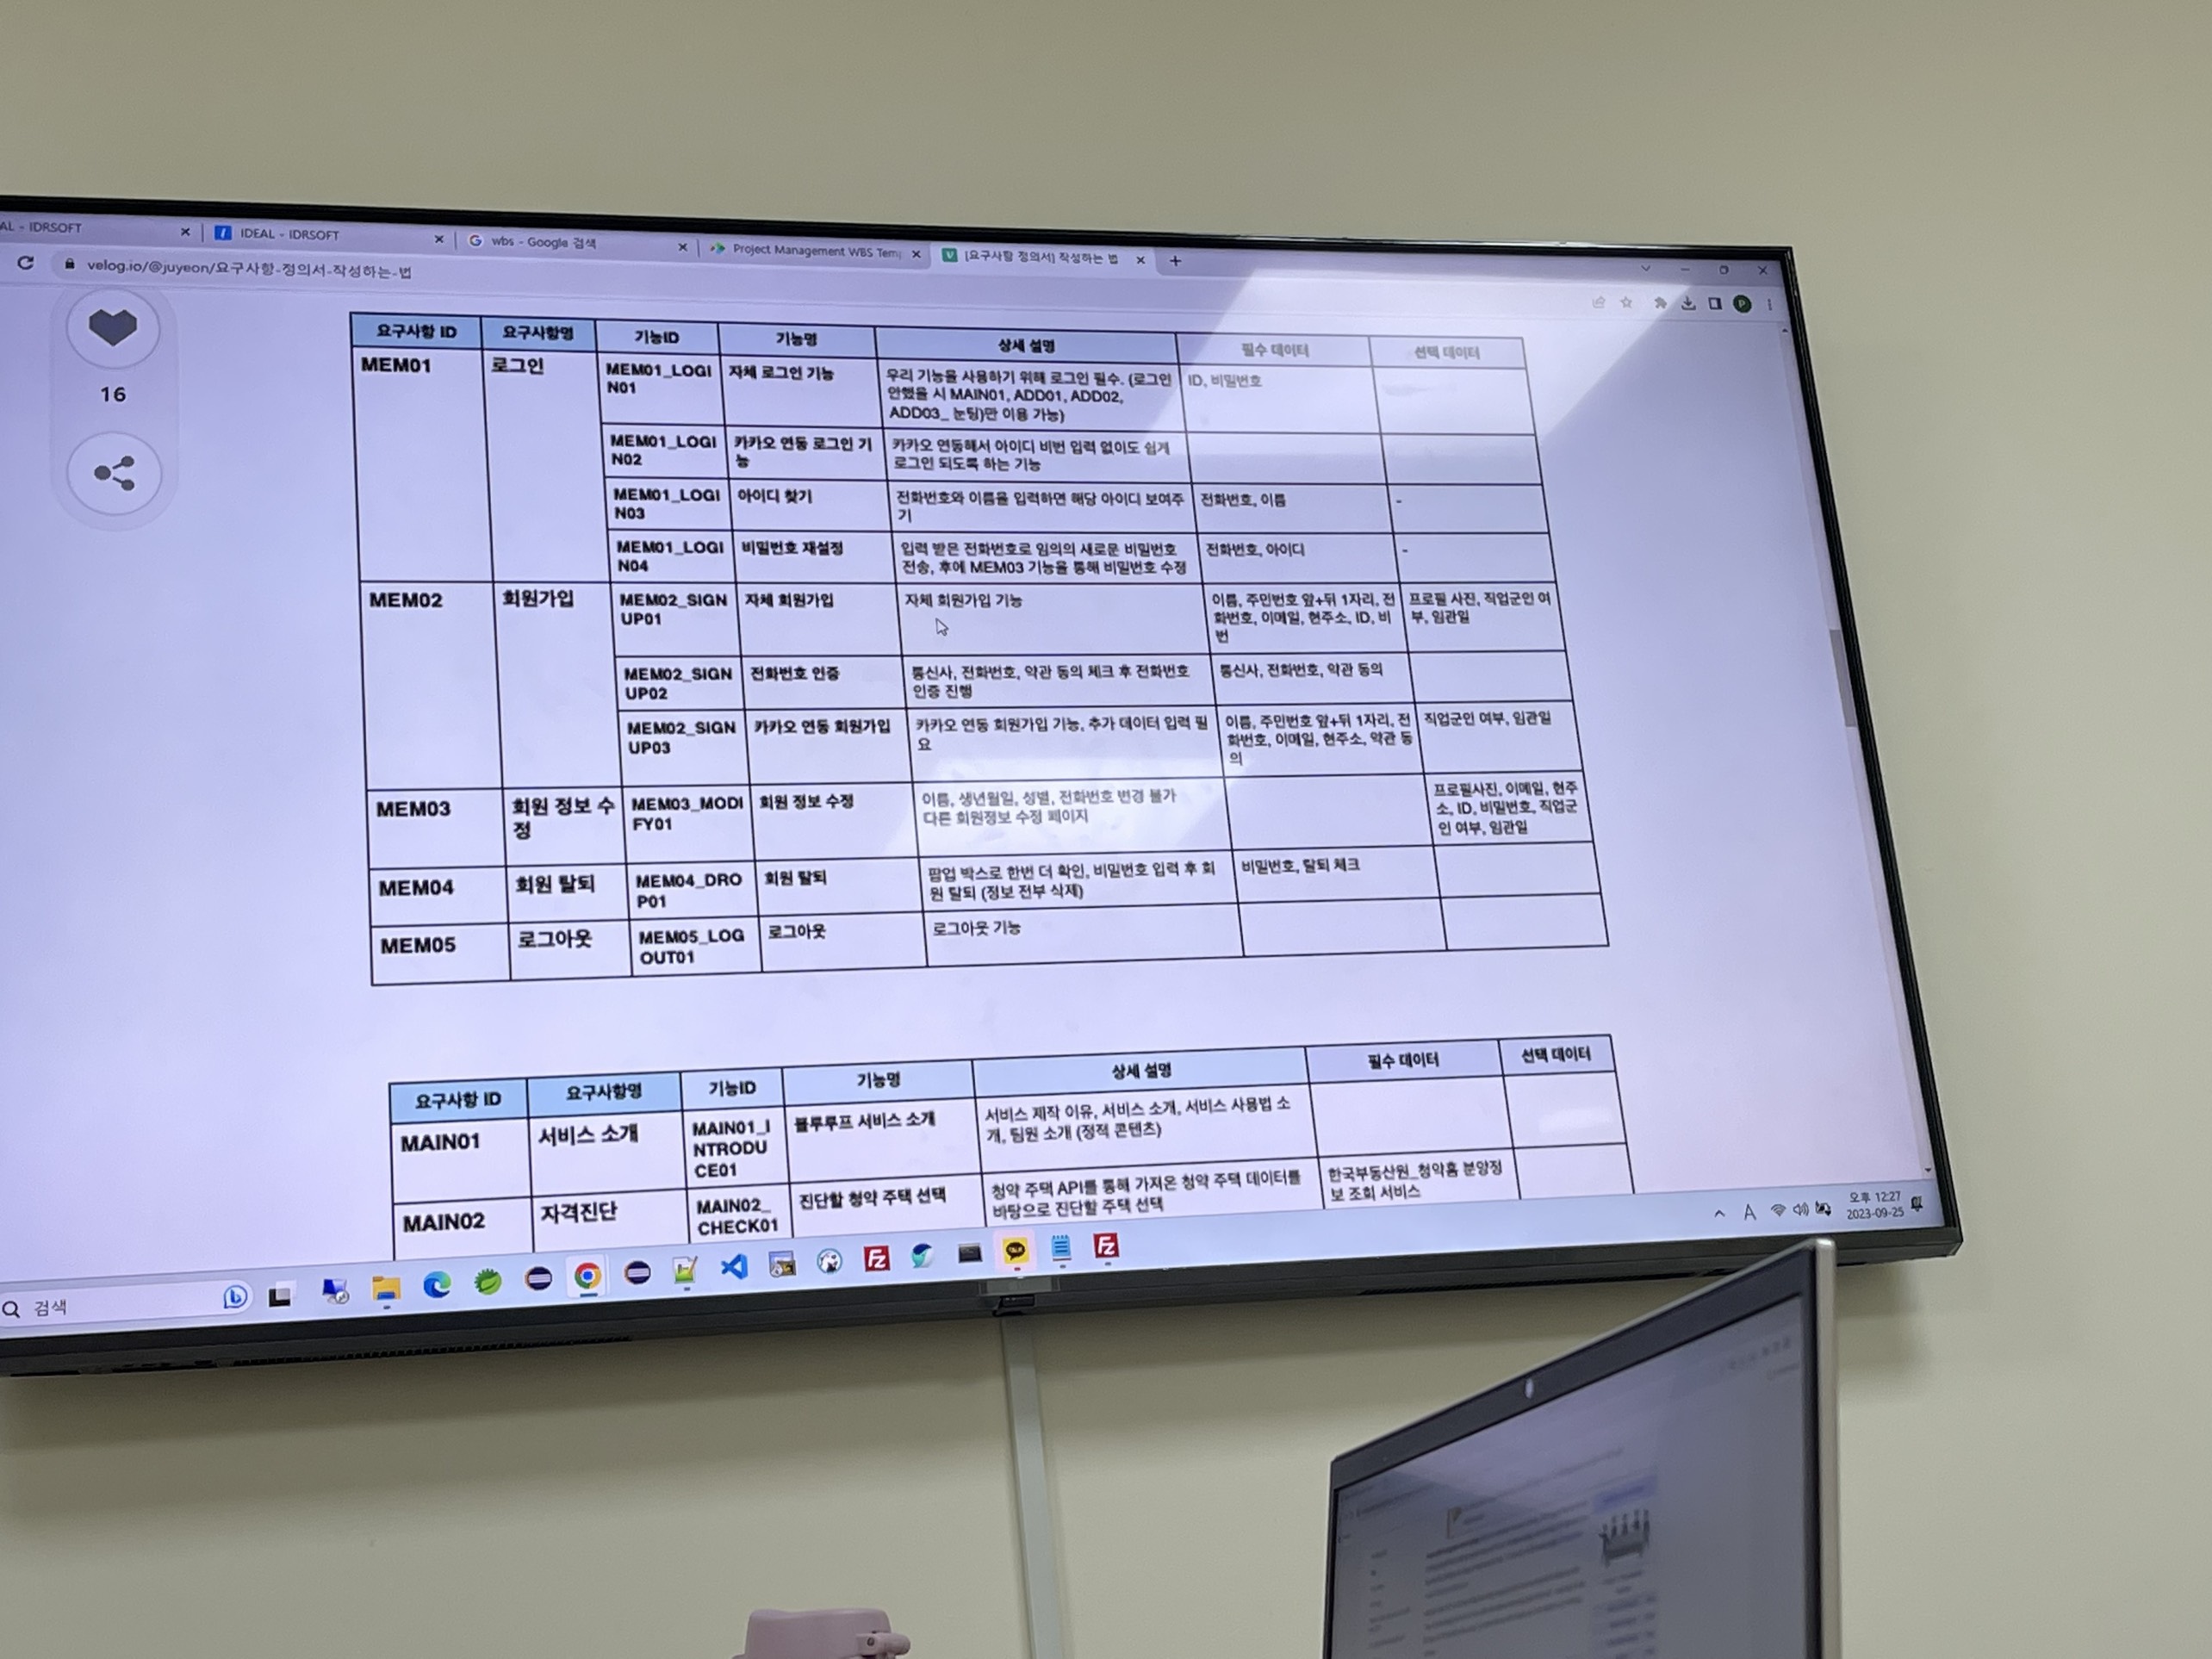 AL - IDRSOFT
IDEAL - IDRSOFT
wbs - Google 검색
Project Management WBS Tem
[요구사항 정의서] 작성하는 법
velog.io/@juyeon/요구사항-정의서-작성하는-법
16
요구사항 ID 요구사항명 기능ID 기능명 상세 설명 필수 데이터 선택 데이터
MEM01 로그인 MEM01_LOGI 자체 로그인 기능 우리 기능을 사용하기 위해 로그인 필수. (로그인 ID, 비밀번호
N01 안했을 시 MAIN01, ADD01, ADD02,
ADD03_ 눈팅)만 이용 가능)
MEM01_LOGI 카카오 연동 로그인 기 카카오 연동해서 아이디 비번 입력 없이도 쉽게
N02 능 로그인 되도록 하는 기능
MEM01_LOGI 아이디 찾기 전화번호와 이름을 입력하면 해당 아이디 보여주 전화번호, 이름 -
N03 기
MEM01_LOGI 비밀번호 재설정 입력 받은 전화번호로 임의의 새로운 비밀번호 전화번호, 아이디 -
N04 전송, 후에 MEM03 기능을 통해 비밀번호 수정
MEM02 회원가입 MEM02_SIGN 자체 회원가입 자체 회원가입 기능 이름, 주민번호 앞+뒤 1자리, 전 프로필 사진, 직업군인 여
UP01 화번호, 이메일, 현주소, ID, 비 부, 임관일
번
MEM02_SIGN 전화번호 인증 통신사, 전화번호, 약관 동의 체크 후 전화번호 통신사, 전화번호, 약관 동의
UP02 인증 진행
MEM02_SIGN 카카오 연동 회원가입 카카오 연동 회원가입 기능, 추가 데이터 입력 필 이름, 주민번호 앞+뒤 1자리, 전 직업군인 여부, 임관일
UP03 요 화번호, 이메일, 현주소, 약관 동
의
MEM03 회원 정보 수 MEM03_MODI 회원 정보 수정 이름, 생년월일, 성별, 전화번호 변경 불가 프로필사진, 이메일, 현주
정 FY01 다른 회원정보 수정 페이지 소, ID, 비밀번호, 직업군
인 여부, 임관일
MEM04 회원 탈퇴 MEM04_DRO 회원 탈퇴 팝업 박스로 한번 더 확인, 비밀번호 입력 후 회 비밀번호, 탈퇴 체크
P01 원 탈퇴 (정보 전부 삭제)
MEM05 로그아웃 MEM05_LOG 로그아웃 로그아웃 기능
OUT01
요구사항 ID 요구사항명 기능ID 기능명 상세 설명 필수 데이터 선택 데이터
MAIN01 서비스 소개 MAIN01_I 블루루프 서비스 소개 서비스 제작 이유, 서비스 소개, 서비스 사용법 소
NTRODU 개, 팀원 소개 (정적 콘텐츠)
CE01
MAIN02 자격진단 MAIN02_ 진단할 청약 주택 선택 청약 주택 API를 통해 가져온 청약 주택 데이터를 한국부동산원_청약홈 분양정
CHECK01 바탕으로 진단할 주택 선택 보 조회 서비스
검색
A 오후 12:27
2023-09-25